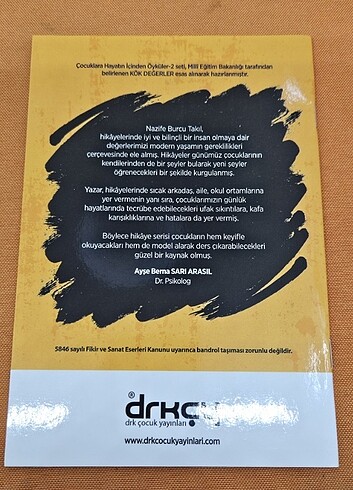 Çocuklara Hayatın İçinden Öyküler-2 seti, Milli Eğitim Bakanlığı tarafından
belirlenen KÖK DEĞERLER esas alınarak hazırlanmıştır.
Nazife Burcu Takıl,
hikâyelerinde iyi ve bilinçli bir insan olmaya dair
değerlerimizi modern yaşamın gereklilikleri
çerçevesinde ele almış. Hikâyeler günümüz çocuklarının
kendilerinden de bir şeyler bularak yeni şeyler
öğrenecekleri bir şekilde kurgulanmış.
Yazar, hikâyelerinde sıcak arkadaş, aile, okul ortamlarına
yer vermenin yanı sıra, çocuklarımızın günlük
hayatlarında tecrübe edebilecekleri ufak sıkıntılara, kafa
karışıklıklarına ve hatalara da yer vermiş.
Böylece hikâye serisi çocukların hem keyifle
okuyacakları hem de model alarak ders çıkarabilecekleri
güzel bir kaynak olmuş.
Ayşe Berna SARI ARASIL
Dr. Psikolog
5846 sayılı Fikir ve Sanat Eserleri Kanunu uyarınca bandrol taşıması zorunlu değildir.
drkçy
drk çocuk yayınları
www.drkcocukyayinlari.com